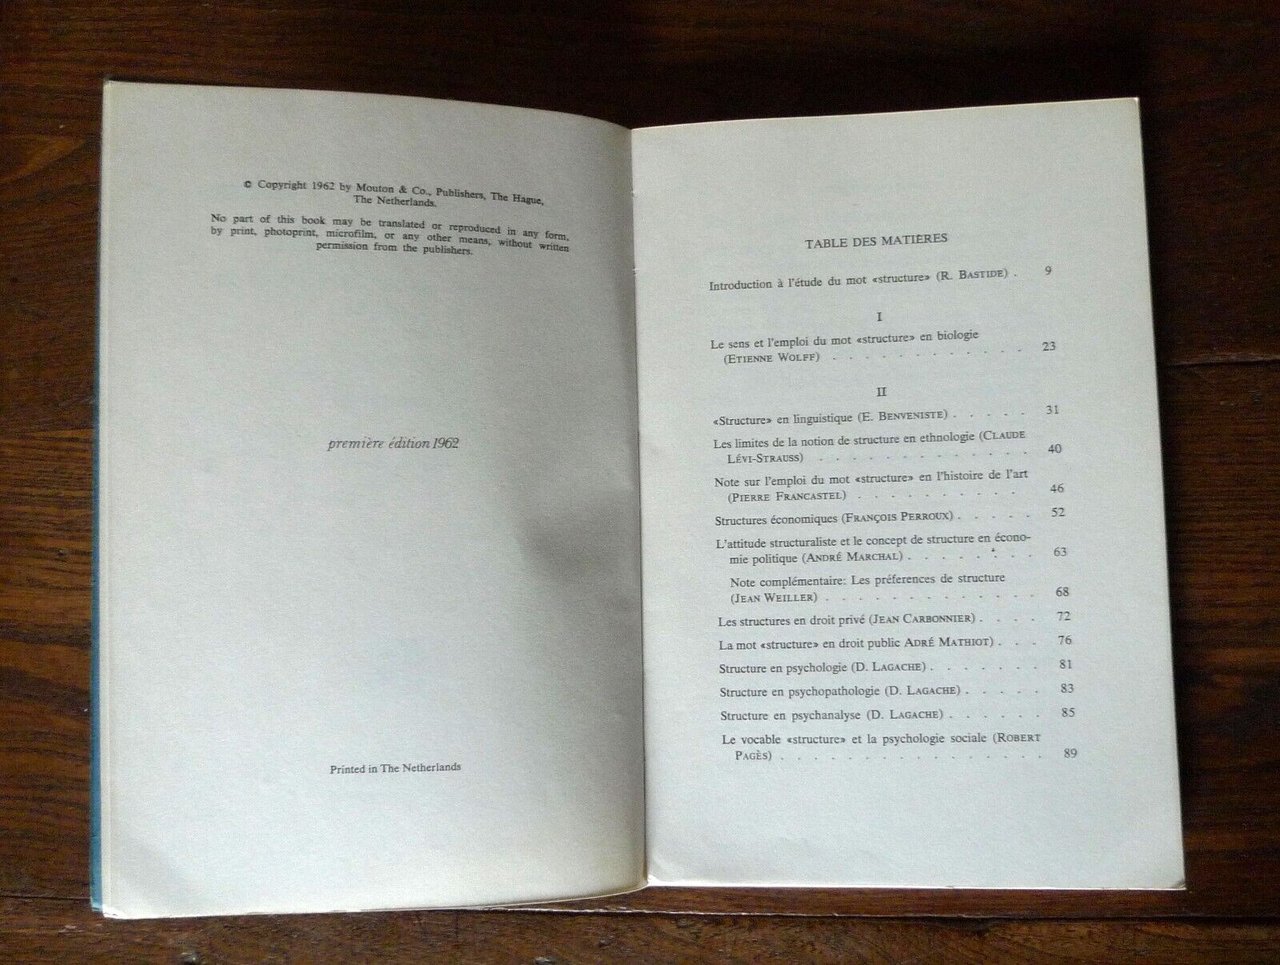 © Copyright 1962 by Mouton & Co., Publishers, The Hague,
The Netherlands.
No part of this book may be translated or reproduced in any form,
by print, photoprint, microfilm, or any other means, without written
permission from the publishers.
première édition 1962
Printed in The Netherlands
TABLE DES MATIÈRES
Introduction à l'étude du mot «structure» (R. BASTIDE) . 9
I
Le sens et l'emploi du mot «structure» en biologie
(ETIENNE WOLFF) . . . . . . . . . . . . 23
II
«Structure» en linguistique (E. BENVENISTE) . . . . . 31
Les limites de la notion de structure en ethnologie (CLAUDE
LÉVI-STRAUSS) . . . . . . . . . . . . . 40
Note sur l'emploi du mot «structure» en l'histoire de l'art
(PIERRE FRANCASTEL) . . . . . . . . . . 46
Structures économiques (FRANÇOIS PERROUX) . . . . . 52
L'attitude structuraliste et le concept de structure en écono-
mie politique (ANDRÉ MARCHAL) . . . . . . . 63
Note complémentaire: Les préferences de structure
(JEAN WEILLER) . . . . . . . . . . . . . 68
Les structures en droit privé (JEAN CARBONNIER) . . . . 72
La mot «structure» en droit public ADRÉ MATHIOT) . . . 76
Structure en psychologie (D. LAGACHE) . . . . . . 81
Structure en psychopathologie (D. LAGACHE) . . . . 83
Structure en psychanalyse (D. LAGACHE) . . . . . 85
Le vocable «structure» et la psychologie sociale (ROBERT
PAGÈS) . . . . . . . . . . . . . . . . 89